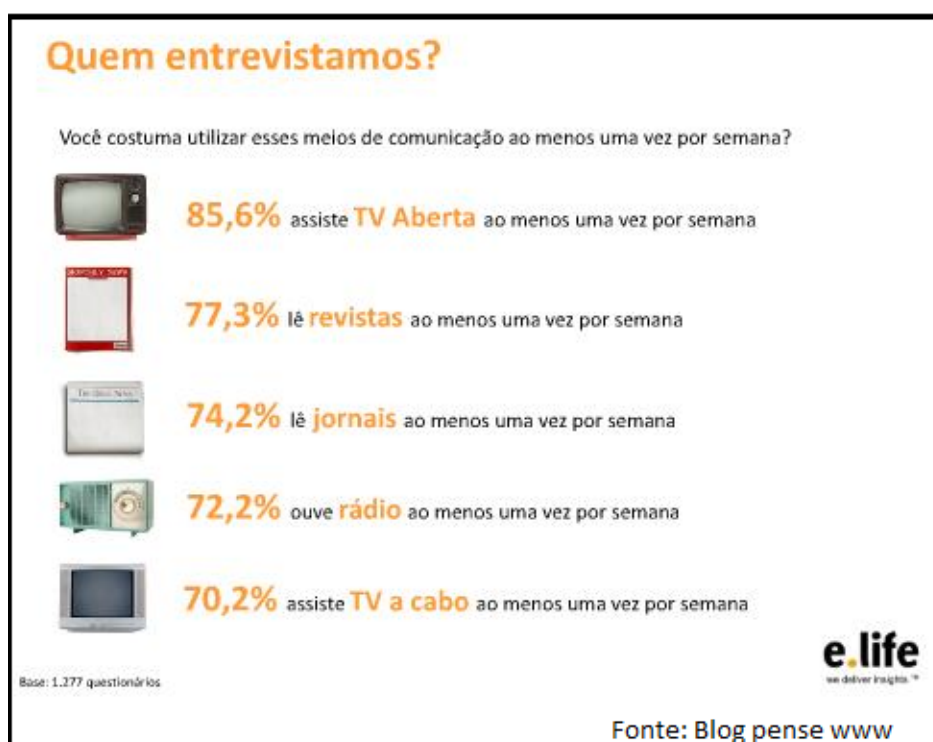 Quem entrevistamos?
Você costuma utilizar esses meios de comunicação ao menos uma vez por semana?
85,6% assiste TV Aberta ao menos uma vez por semana
77,3% lê revistas ao menos uma vez por semana
74,2% lê jornais ao menos uma vez por semana
72,2% ouve rádio ao menos uma vez por semana
70,2% assiste TV a cabo ao menos uma vez por semana
e.life
we deliver insights ™
Base: 1.277 questionários
Fonte: Blog pense www